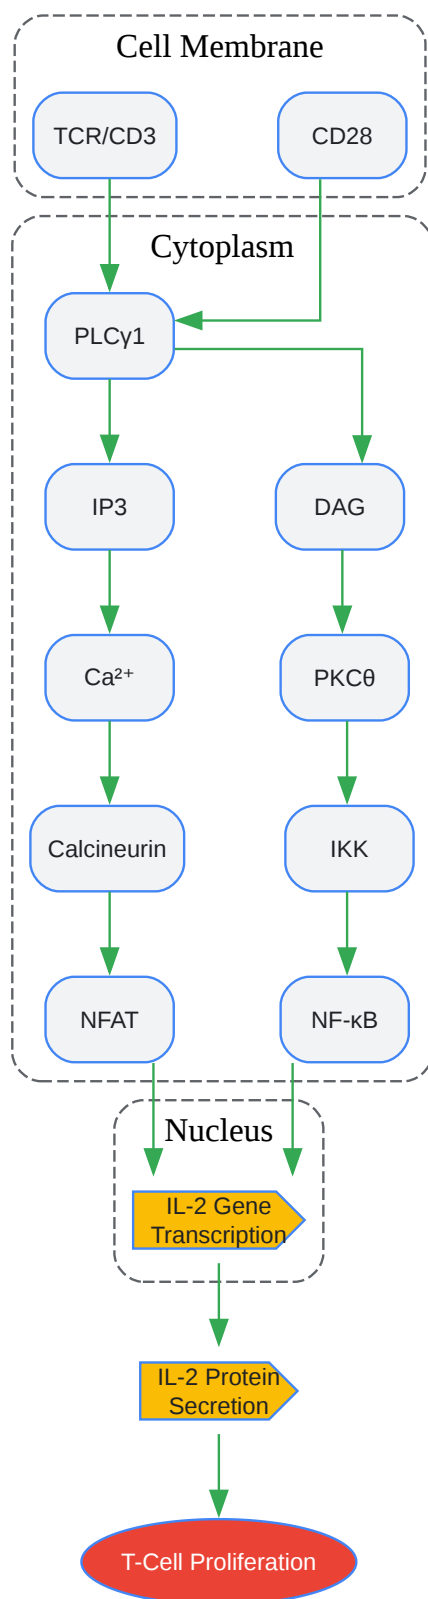 Cell Membrane
TCR/CD3
CD28
Cytoplasm
PLCγ1
IP3
DAG
Ca²⁺
PKCθ
Calcineurin
IKK
NFAT
NF-κB
Nucleus
IL-2 Gene
Transcription
IL-2 Protein
Secretion
T-Cell Proliferation